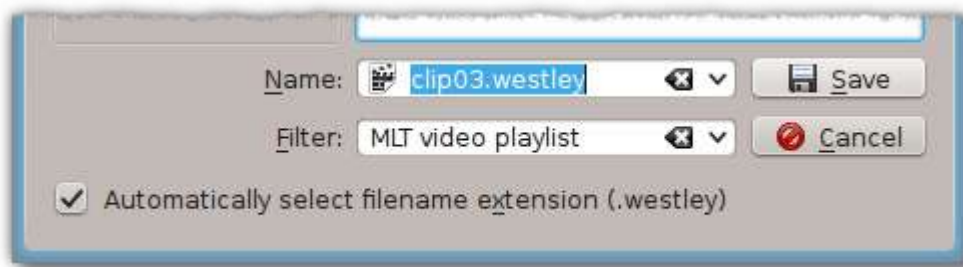 Name: clip03.westley Save
Filter: MLT video playlist Cancel
Automatically select filename extension (.westley)